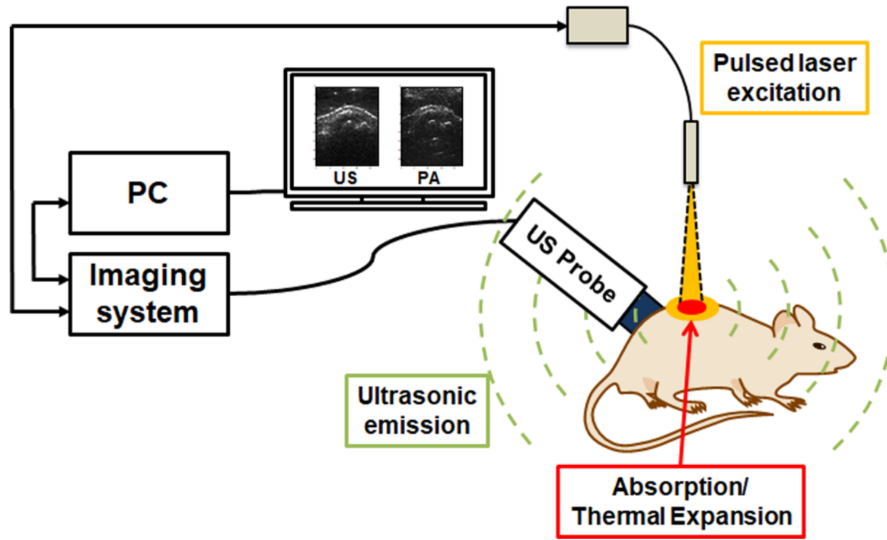 Pulsed laser
excitation
US
PA
PC
Imaging
system
US Probe
Ultrasonic
emission
Absorption/
Thermal Expansion